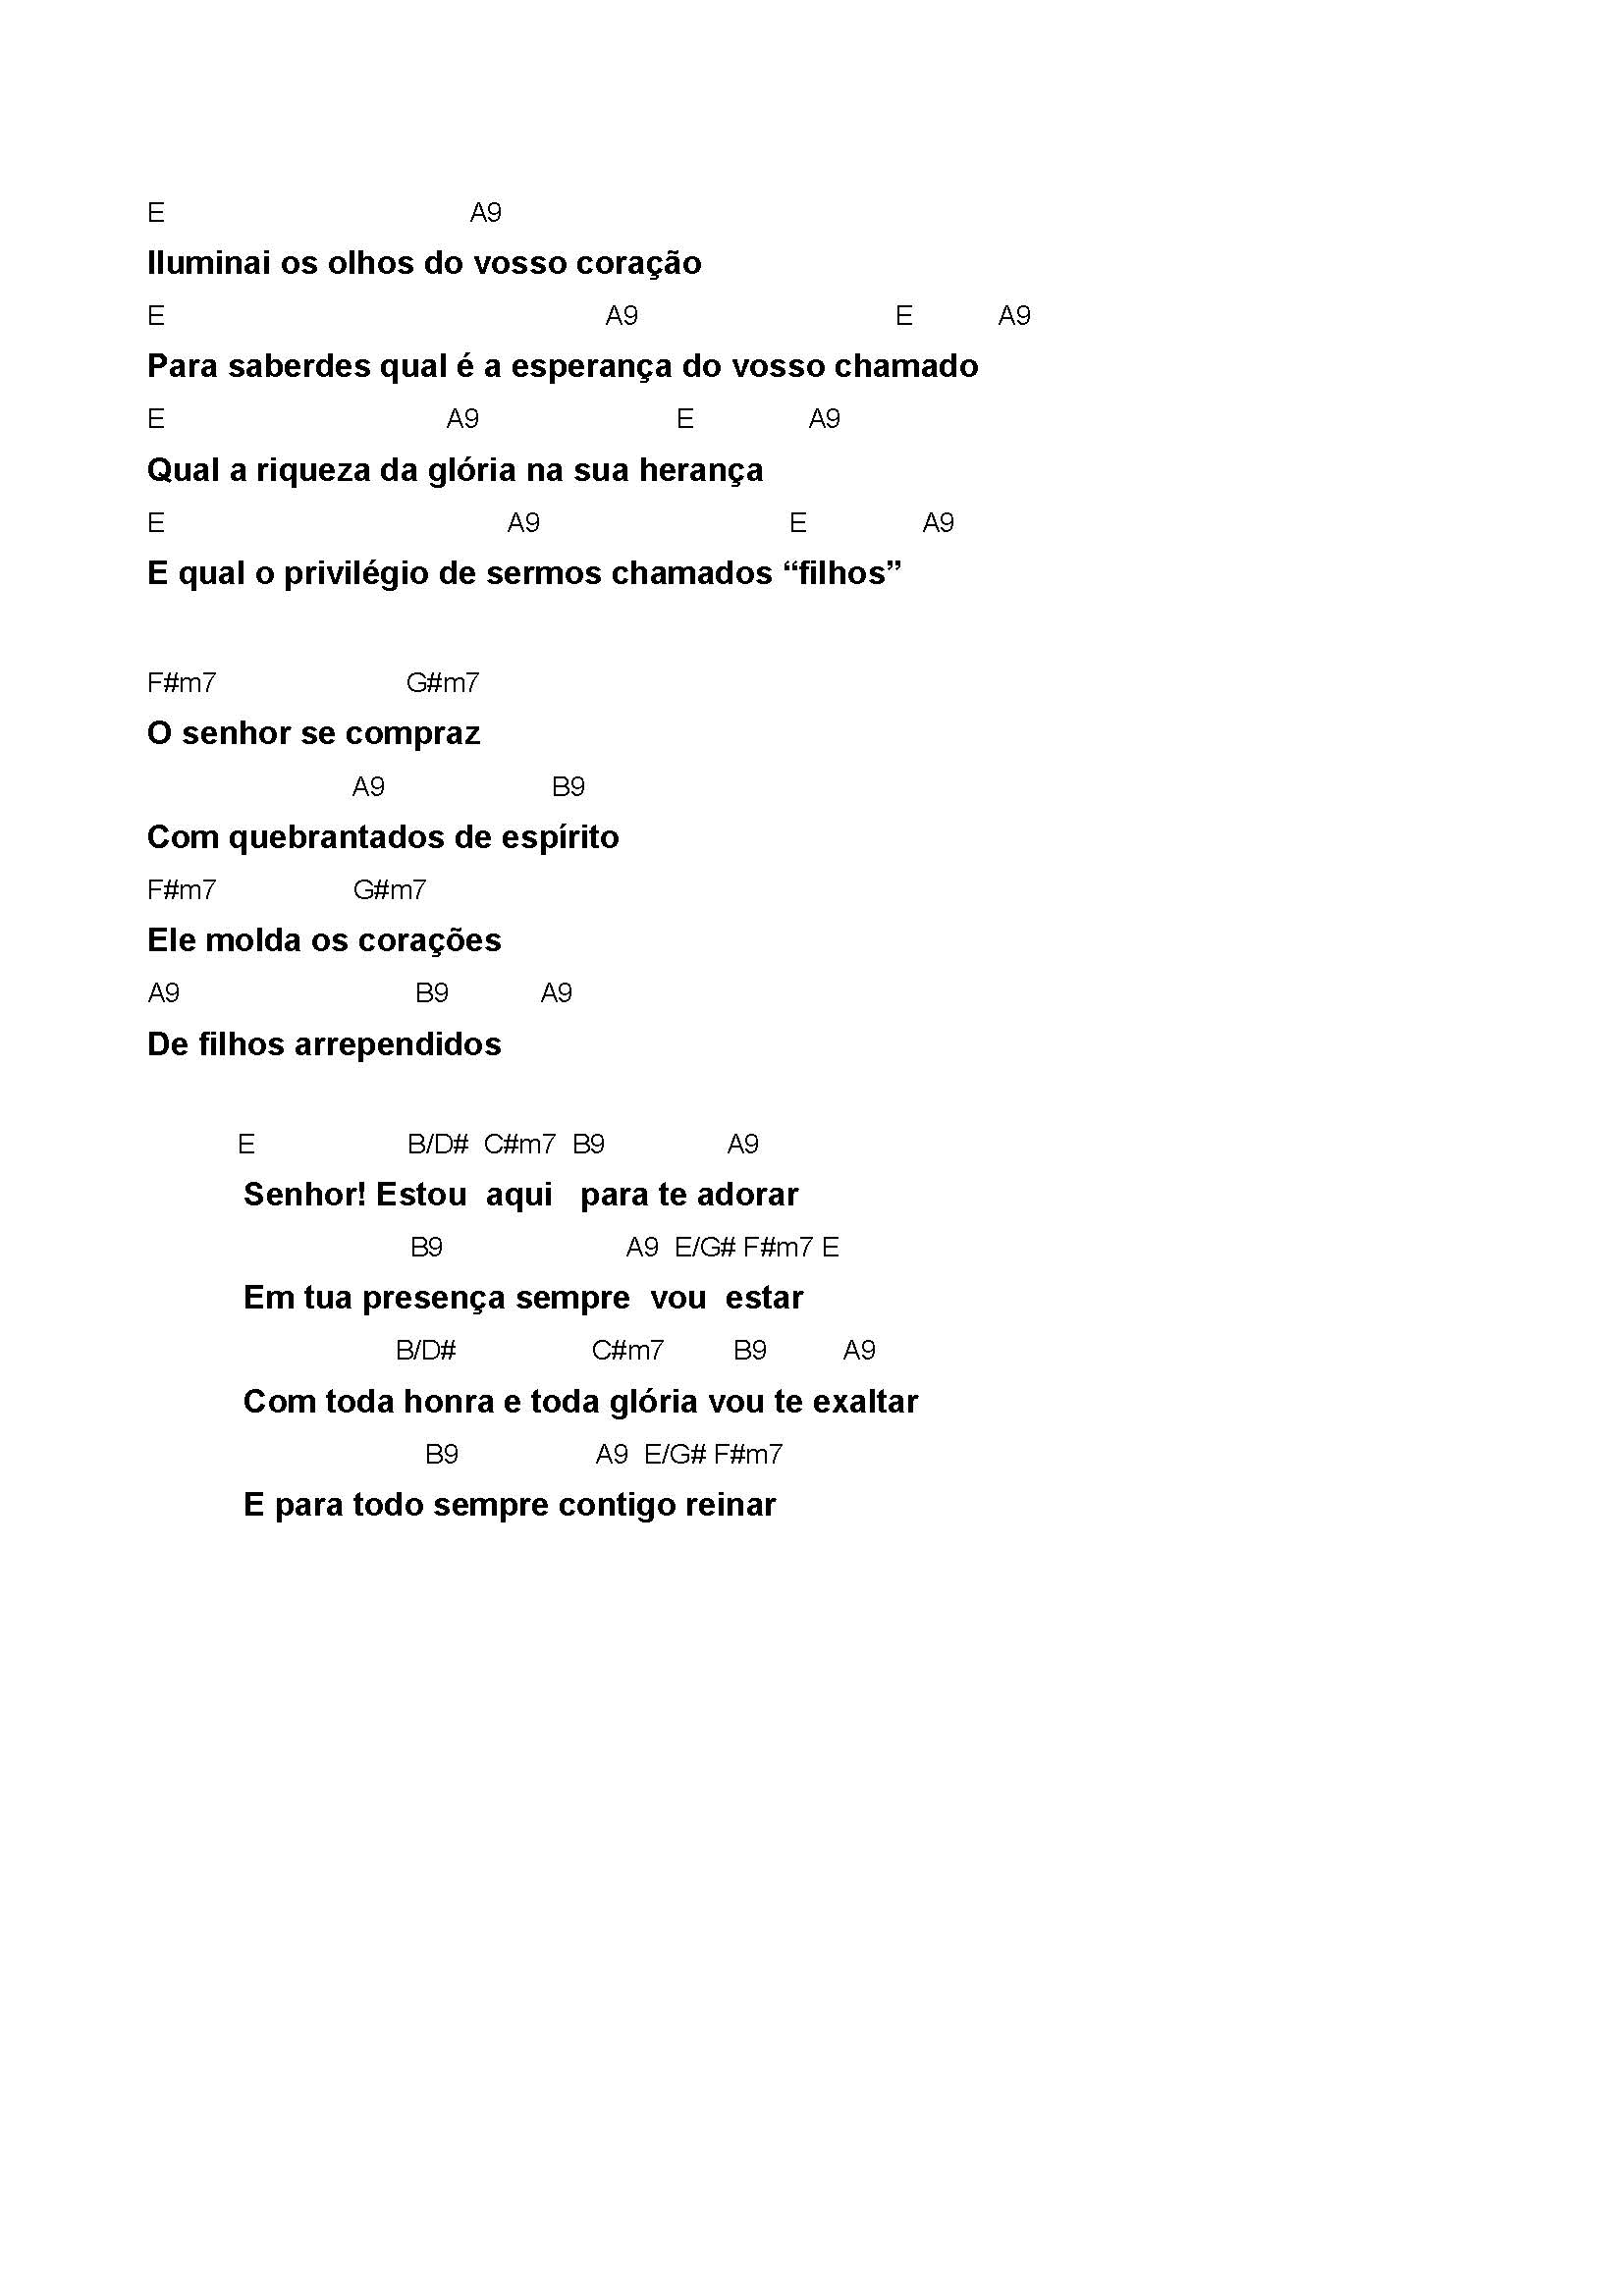 E A9
Iluminai os olhos do vosso coração
E A9 E A9
Para saberdes qual é a esperança do vosso chamado
E A9 E A9
Qual a riqueza da glória na sua herança
E A9 E A9
E qual o privilégio de sermos chamados “filhos”
F#m7 G#m7
O senhor se compraz
A9 B9
Com quebrantados de espírito
F#m7 G#m7
Ele molda os corações
A9 B9 A9
De filhos arrependidos
E B/D# C#m7 B9 A9
Senhor! Estou aqui para te adorar
B9 A9 E/G# F#m7 E
Em tua presença sempre vou estar
B/D# C#m7 B9 A9
Com toda honra e toda glória vou te exaltar
B9 A9 E/G# F#m7
E para todo sempre contigo reinar